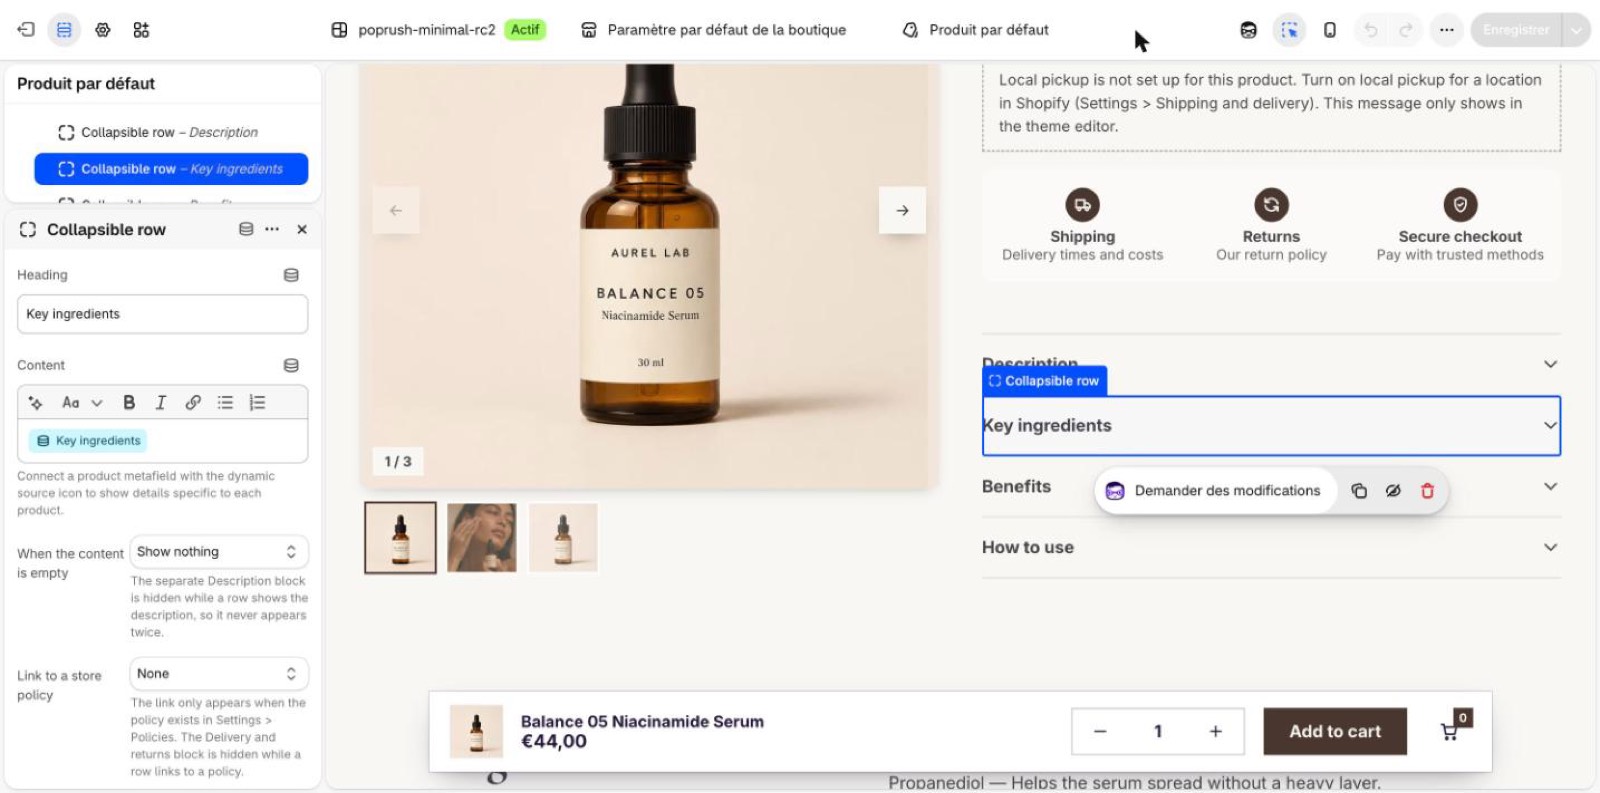 poprush-minimal-rc2
Actif
Paramètre par défaut de la boutique
Produit par défaut
Enregistrer
Produit par défaut
Collapsible row – Description
Collapsible row – Key ingredients
Collapsible row
Heading
Key ingredients
Content
Aa
B
I
Key ingredients
Connect a product metafield with the dynamic
source icon to show details specific to each
product.
When the content
is empty
Show nothing
The separate Description block
is hidden while a row shows the
description, so it never appears
twice.
Link to a store
policy
None
The link only appears when the
policy exists in Settings >
Policies. The Delivery and
returns block is hidden while a
row links to a policy.
AUREL LAB
BALANCE 05
Niacinamide Serum
30 ml
1 / 3
Local pickup is not set up for this product. Turn on local pickup for a location
in Shopify (Settings > Shipping and delivery). This message only shows in
the theme editor.
Shipping
Delivery times and costs
Returns
Our return policy
Secure checkout
Pay with trusted methods
Description
Collapsible row
Key ingredients
Benefits
Demander des modifications
How to use
Balance 05 Niacinamide Serum
€44,00
1
Add to cart
0
Propanediol — Helps the serum spread without a heavy layer.